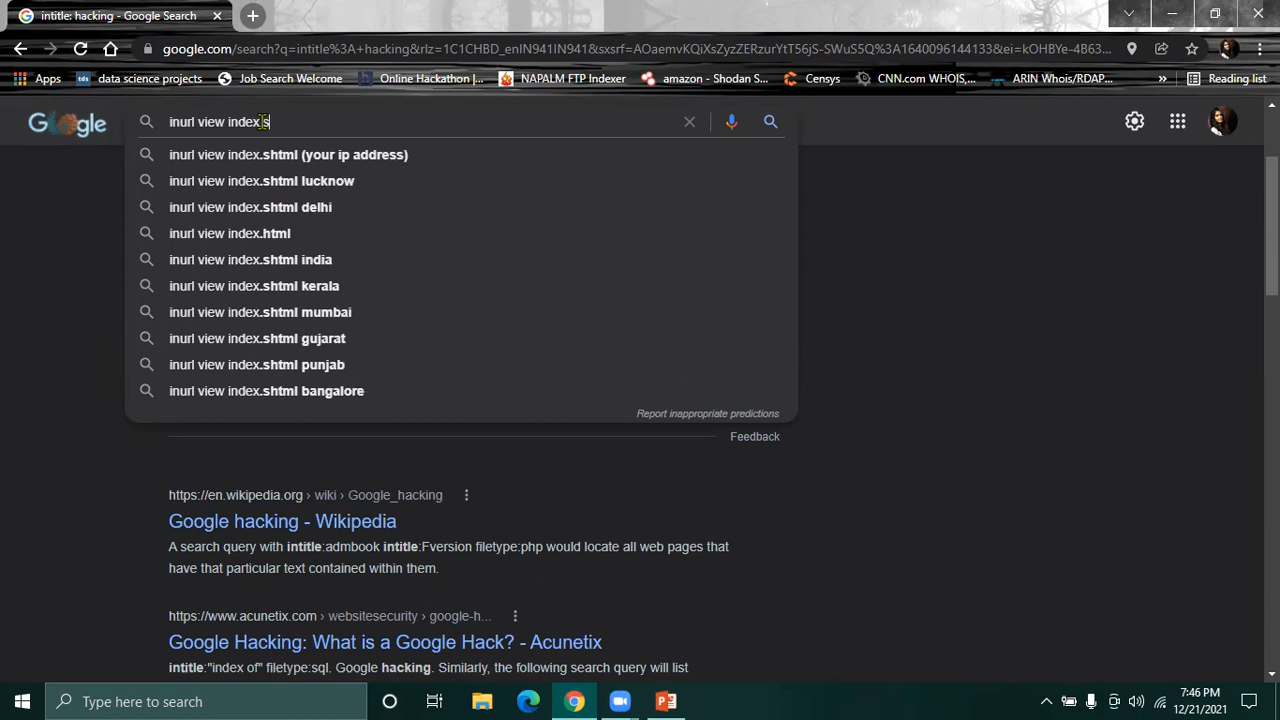 intitle: hacking - Google Search
google.com/search?q=intitle%3A+hacking&rlz=1C1CHBD_enIN941IN941&sxsrf=AOaemvKQiXsZyzZERzurYtT56jS-SWuS5Q%3A1640096144133&ei=kOHBYe-4B63...
Apps
data science projects
Job Search Welcome
Online Hackathon |...
NAPALM FTP Indexer
amazon - Shodan S...
Censys
CNN.com WHOIS,...
ARIN Whois/RDAP...
»
Reading list
Google
inurl view index.s
inurl view index.shtml (your ip address)
inurl view index.shtml lucknow
inurl view index.shtml delhi
inurl view index.html
inurl view index.shtml india
inurl view index.shtml kerala
inurl view index.shtml mumbai
inurl view index.shtml gujarat
inurl view index.shtml punjab
inurl view index.shtml bangalore
Report inappropriate predictions
Feedback
https://en.wikipedia.org › wiki › Google_hacking
Google hacking - Wikipedia
A search query with intitle:admbook intitle:Fversion filetype:php would locate all web pages that
have that particular text contained within them.
https://www.acunetix.com › websitesecurity › google-h...
Google Hacking: What is a Google Hack? - Acunetix
intitle:"index of" filetype:sql. Google hacking. Similarly, the following search query will list
Type here to search
7:46 PM
12/21/2021